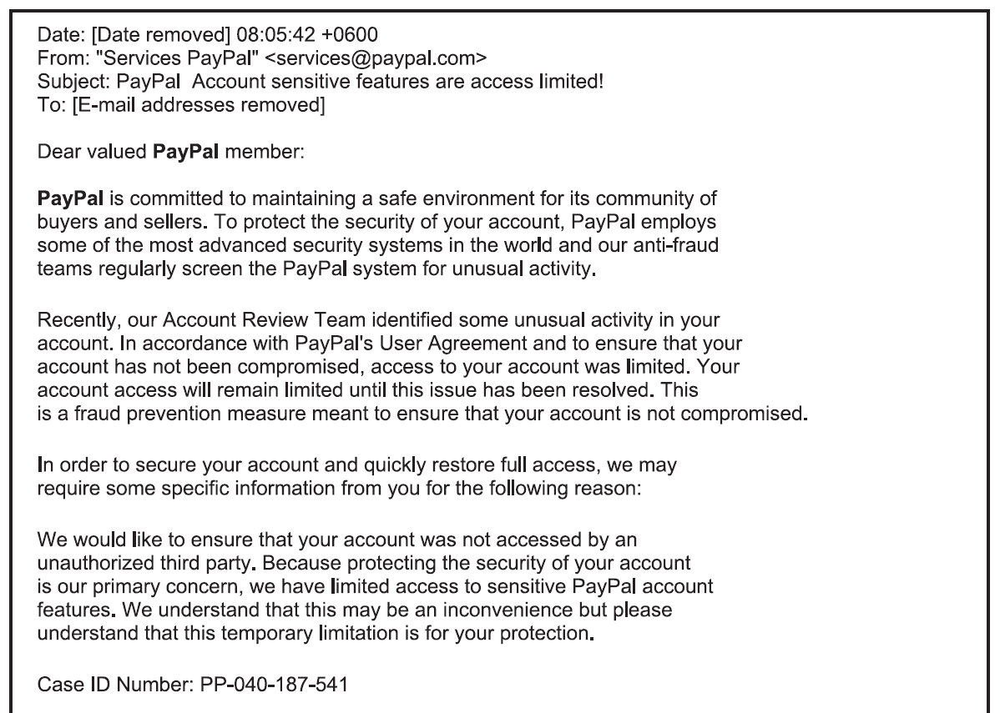 Date: [Date removed] 08:05:42 +0600
From: "Services PayPal" <services@paypal.com>
Subject: PayPal  Account sensitive features are access limited!
To: [E-mail addresses removed]
Dear valued PayPal member:
PayPal is committed to maintaining a safe environment for its community of
buyers and sellers. To protect the security of your account, PayPal employs
some of the most advanced security systems in the world and our anti-fraud
teams regularly screen the PayPal system for unusual activity.
Recently, our Account Review Team identified some unusual activity in your
account. In accordance with PayPal's User Agreement and to ensure that your
account has not been compromised, access to your account was limited. Your
account access will remain limited until this issue has been resolved. This
is a fraud prevention measure meant to ensure that your account is not compromised.
In order to secure your account and quickly restore full access, we may
require some specific information from you for the following reason:
We would like to ensure that your account was not accessed by an
unauthorized third party. Because protecting the security of your account
is our primary concern, we have limited access to sensitive PayPal account
features. We understand that this may be an inconvenience but please
understand that this temporary limitation is for your protection.
Case ID Number: PP-040-187-541